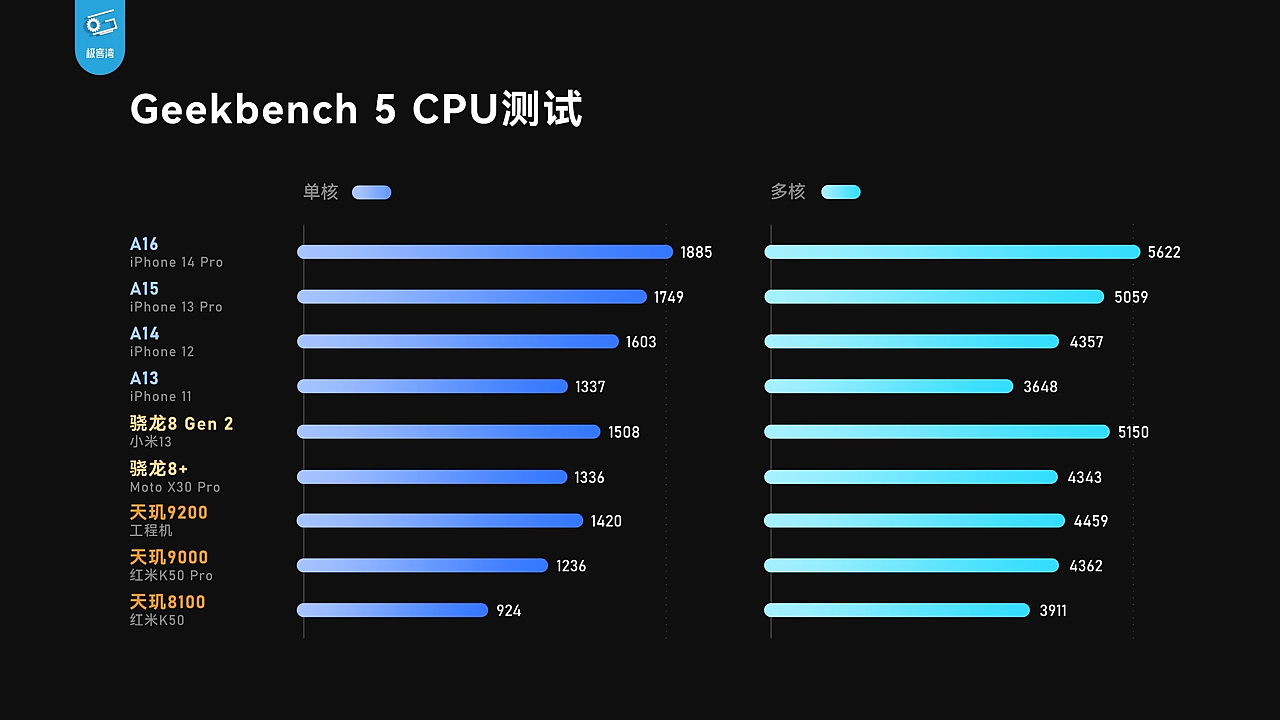 极客湾
Geekbench 5 CPU测试
单核
多核
A16
iPhone 14 Pro
1885
5622
A15
iPhone 13 Pro
1749
5059
A14
iPhone 12
1603
4357
A13
iPhone 11
1337
3648
骁龙8 Gen 2
小米13
1508
5150
骁龙8+
Moto X30 Pro
1336
4343
天玑9200
工程机
1420
4459
天玑9000
红米K50 Pro
1236
4362
天玑8100
红米K50
924
3911